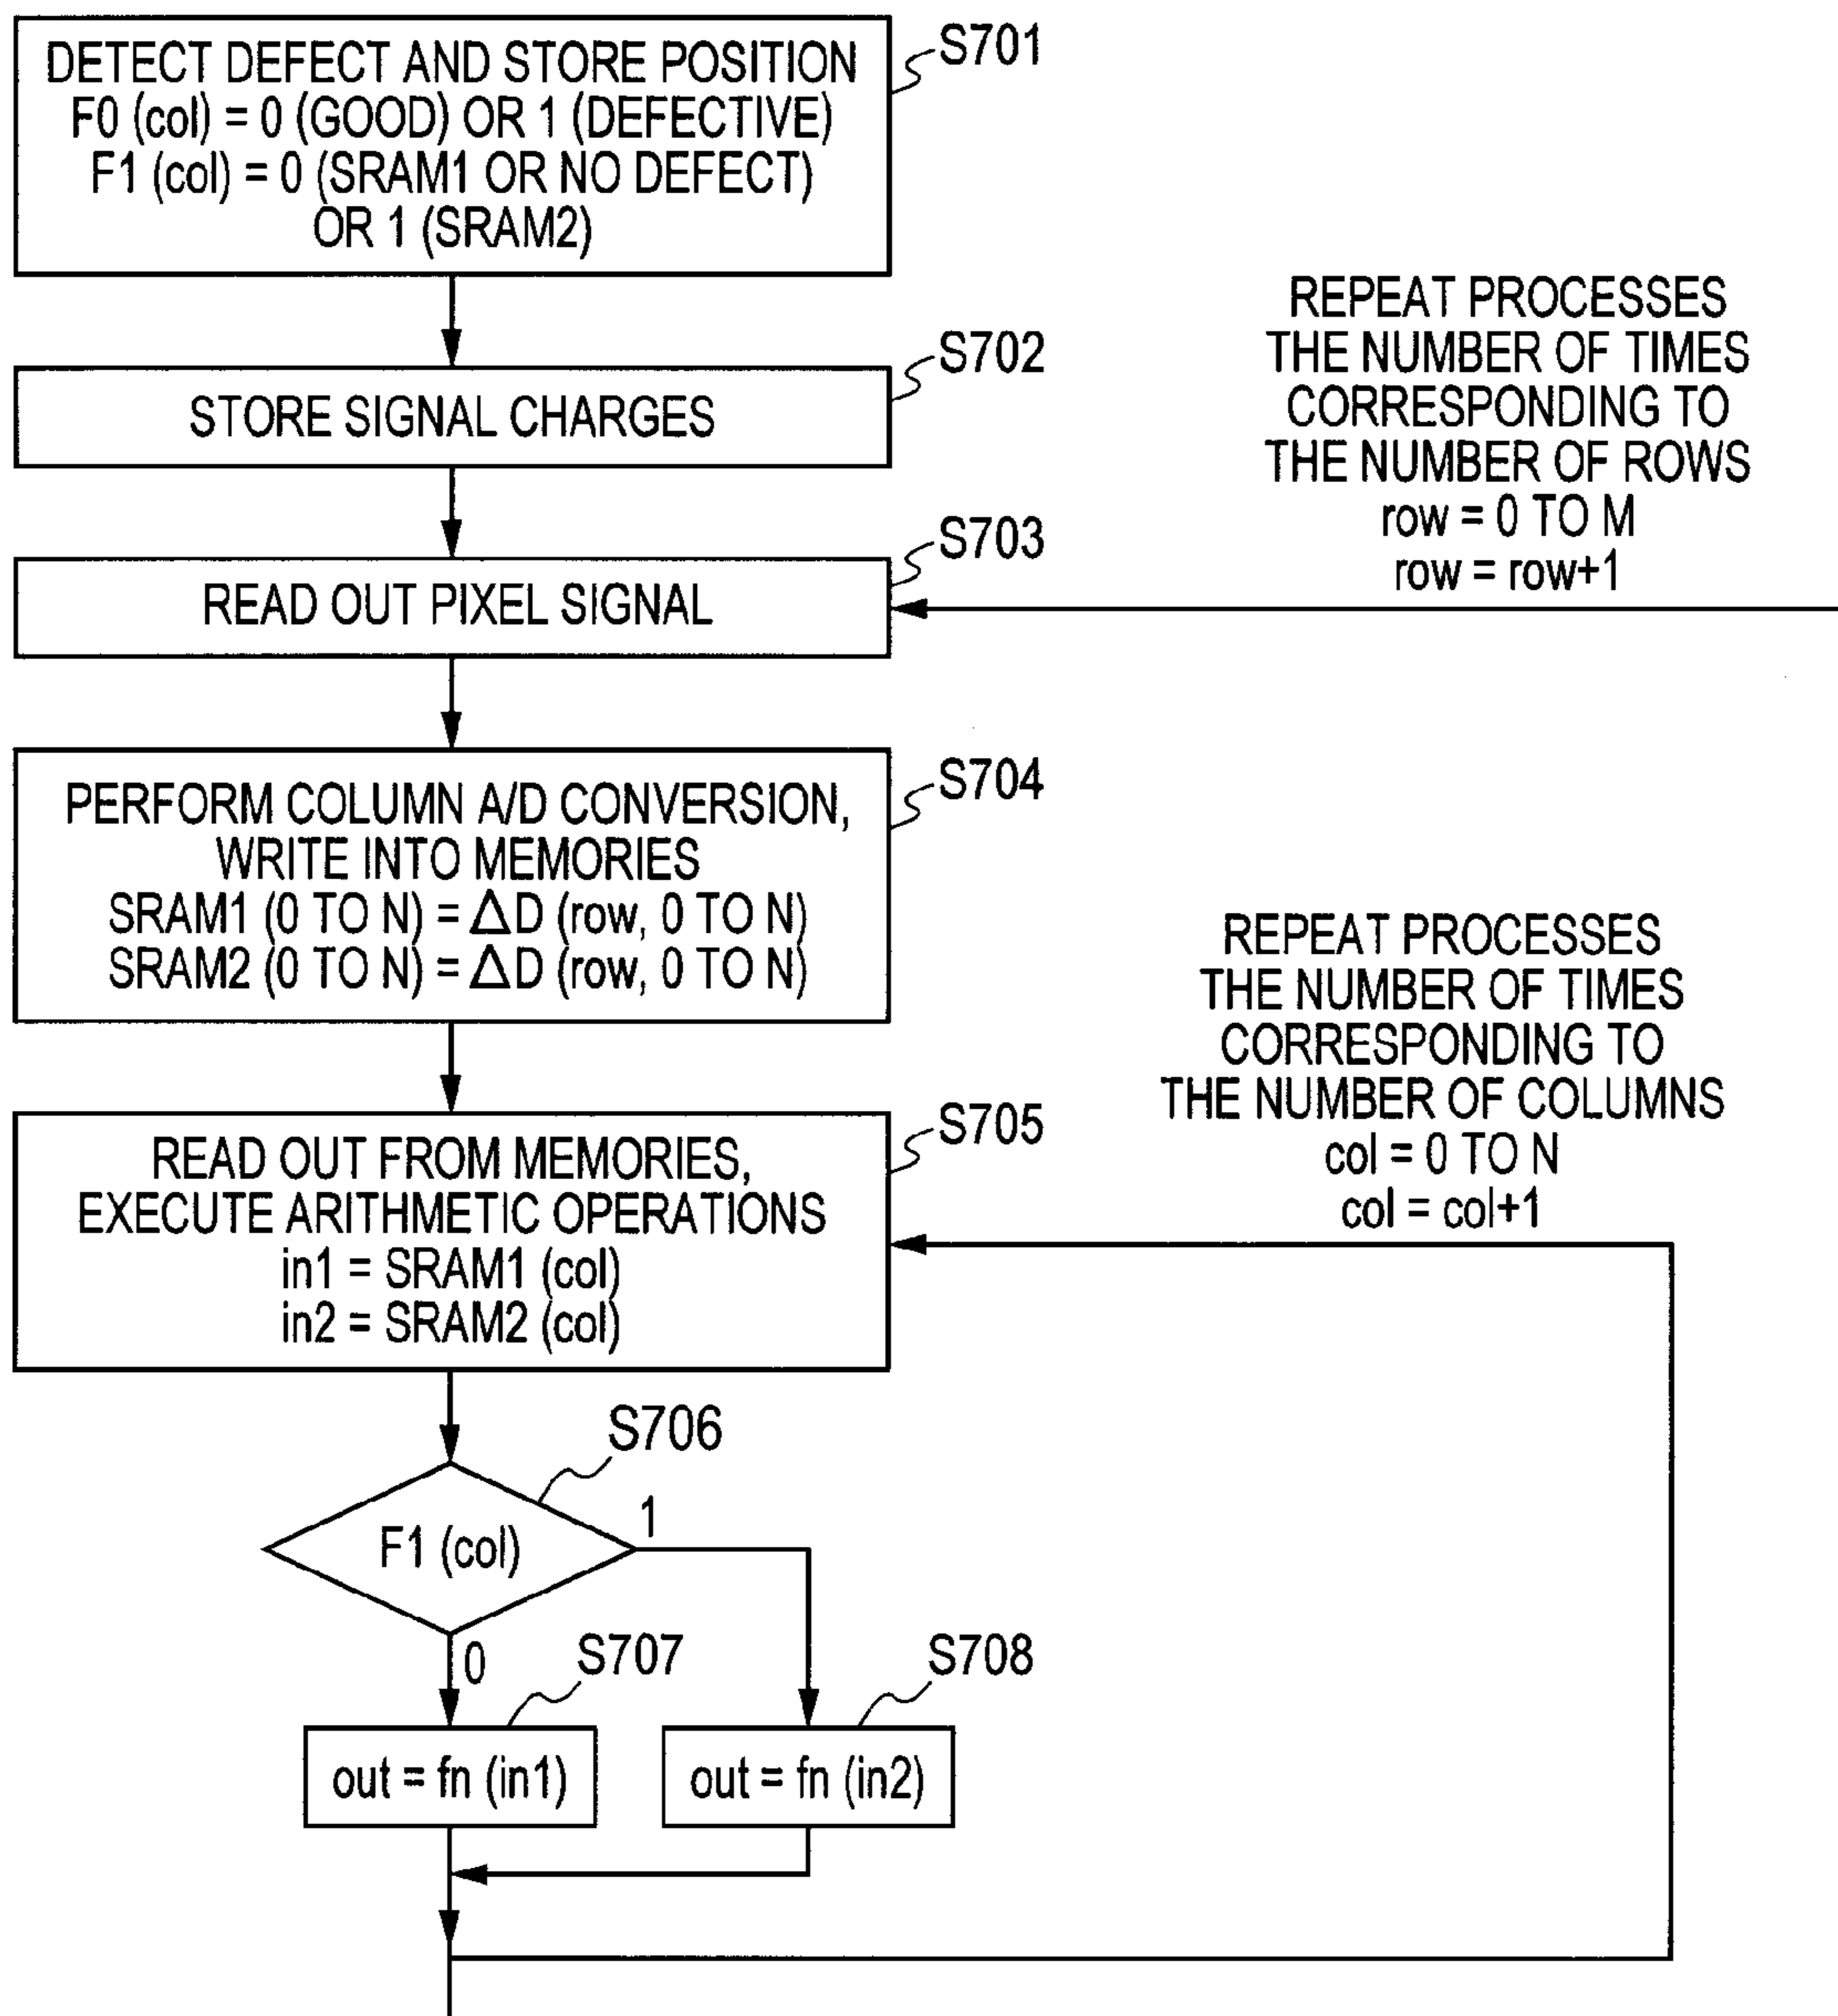 DETECT DEFECT AND STORE POSITION
F0 (col) = 0 (GOOD) OR 1 (DEFECTIVE)
F1 (col) = 0 (SRAM1 OR NO DEFECT)
OR 1 (SRAM2)
S701
STORE SIGNAL CHARGES
S702
REPEAT PROCESSES
THE NUMBER OF TIMES
CORRESPONDING TO
THE NUMBER OF ROWS
row = 0 TO M
row = row+1
READ OUT PIXEL SIGNAL
S703
PERFORM COLUMN A/D CONVERSION,
WRITE INTO MEMORIES
SRAM1 (0 TO N) = ΔD (row, 0 TO N)
SRAM2 (0 TO N) = ΔD (row, 0 TO N)
S704
REPEAT PROCESSES
THE NUMBER OF TIMES
CORRESPONDING TO
THE NUMBER OF COLUMNS
col = 0 TO N
col = col+1
READ OUT FROM MEMORIES,
EXECUTE ARITHMETIC OPERATIONS
in1 = SRAM1 (col)
in2 = SRAM2 (col)
S705
S706
F1 (col)
1
0
S707
S708
out = fn (in1)
out = fn (in2)